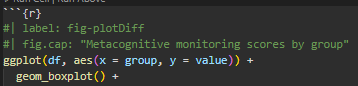 ```{r}
#| label: fig-plotDiff
#| fig.cap: "Metacognitive monitoring scores by group"
ggplot(df, aes(x = group, y = value)) +
  geom_boxplot() +